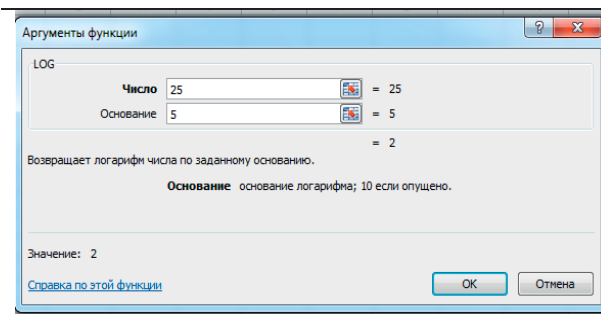 Аргументы функции
LOG
Число 25 = 25
Основание 5 = 5
= 2
Возвращает логарифм числа по заданному основанию.
Основание основание логарифма; 10 если опущено.
Значение: 2
Справка по этой функции ОК Отмена